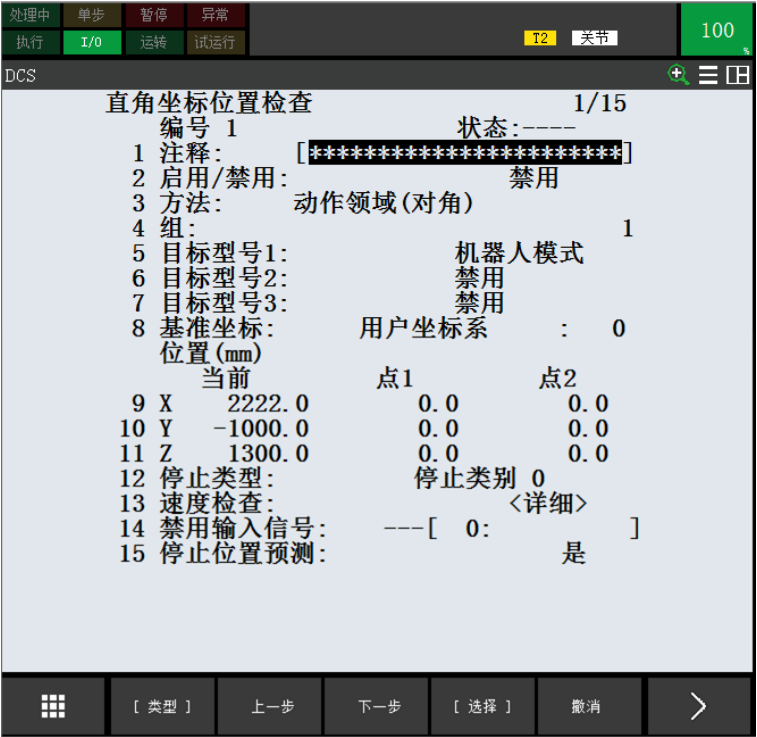 处理中 单步 暂停 异常
执行 I/O 运转 试运行 T2 关节 100 %
DCS
直角坐标位置检查 1/15
编号 1 状态:----
1 注释: [***********************]
2 启用/禁用: 禁用
3 方法: 动作领域(对角)
4 组: 1
5 目标型号1: 机器人模式
6 目标型号2: 禁用
7 目标型号3: 禁用
8 基准坐标: 用户坐标系 : 0
位置(mm)
当前 点1 点2
9 X 2222.0 0.0 0.0
10 Y -1000.0 0.0 0.0
11 Z 1300.0 0.0 0.0
12 停止类型: 停止类别 0
13 速度检查: <详细>
14 禁用输入信号: ---[ 0: ]
15 停止位置预测: 是
[ 类型 ] 上一步 下一步 [ 选择 ] 撤消